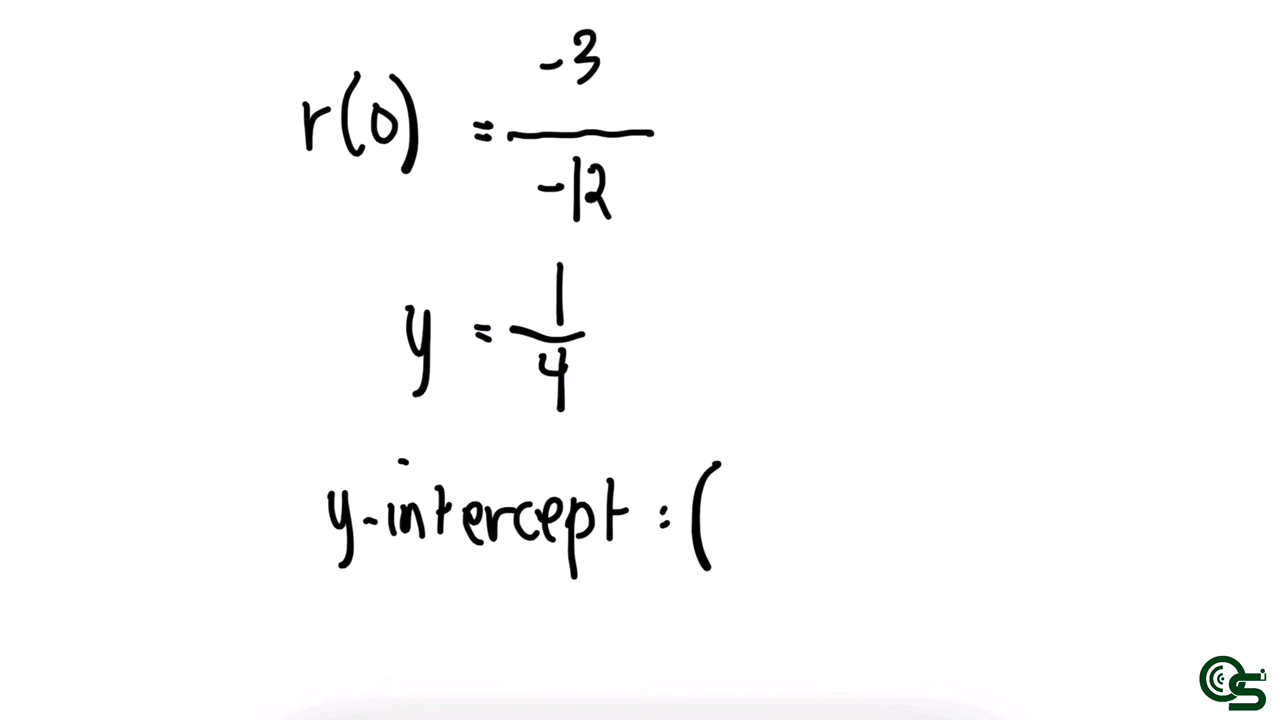 r(0) = -3/-12
y = 1/4
y-intercept : (